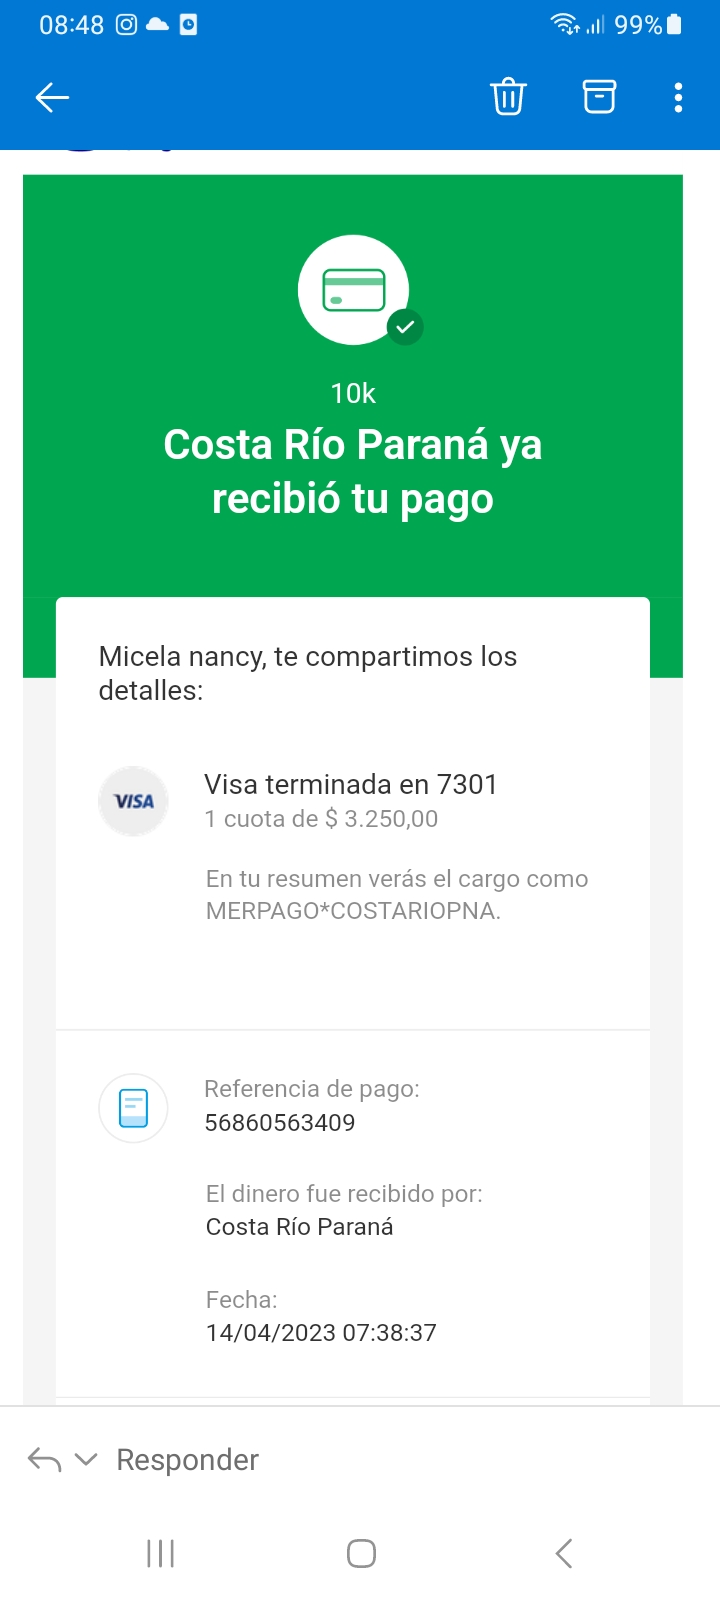 08:48
99%
10k
Costa Río Paraná ya
recibió tu pago
Micela nancy, te compartimos los
detalles:
VISA
Visa terminada en 7301
1 cuota de $ 3.250,00
En tu resumen verás el cargo como
MERPAGO*COSTARIOPNA.
Referencia de pago:
56860563409
El dinero fue recibido por:
Costa Río Paraná
Fecha:
14/04/2023 07:38:37
Responder